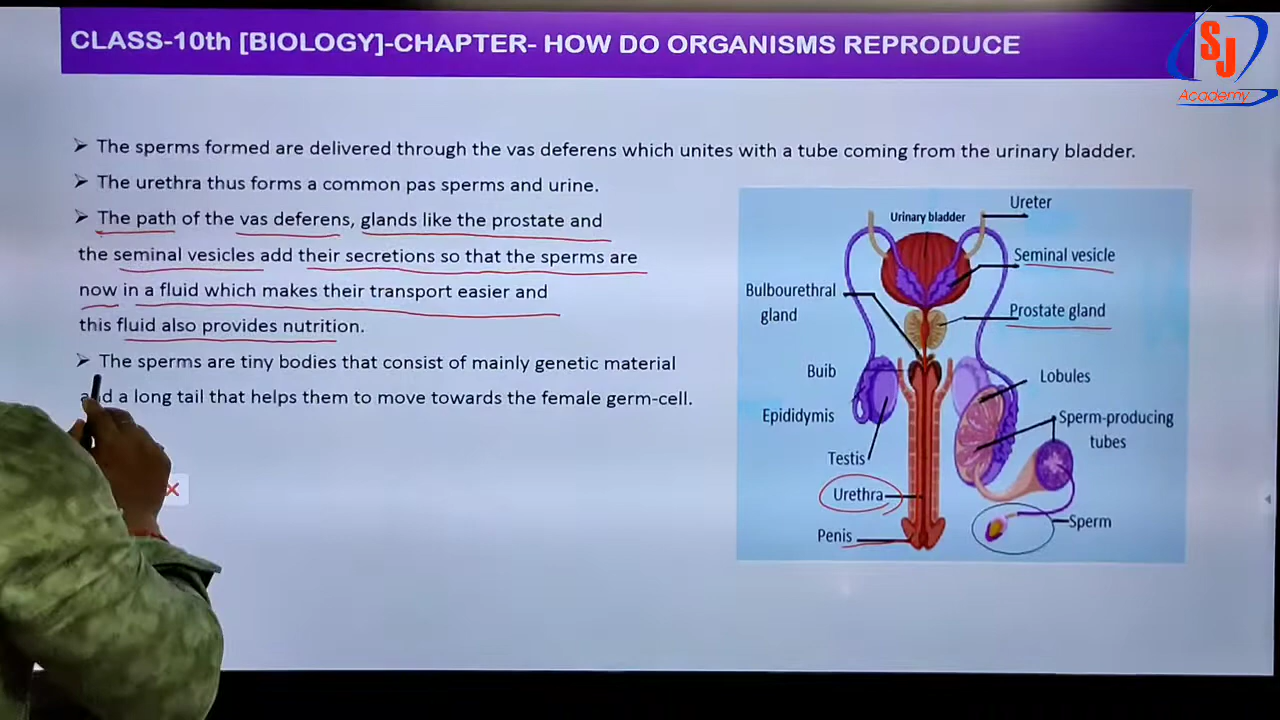 CLASS-10th [BIOLOGY]-CHAPTER- HOW DO ORGANISMS REPRODUCE
SJ
Academy
➢ The sperms formed are delivered through the vas deferens which unites with a tube coming from the urinary bladder.
➢ The urethra thus forms a common pas sperms and urine.
➢ The path of the vas deferens, glands like the prostate and
the seminal vesicles add their secretions so that the sperms are
now in a fluid which makes their transport easier and
this fluid also provides nutrition.
➢ The sperms are tiny bodies that consist of mainly genetic material
and a long tail that helps them to move towards the female germ-cell.
Ureter
Urinary bladder
Seminal vesicle
Bulbourethral
gland
Prostate gland
Buib
Lobules
Epididymis
Sperm-producing
tubes
Testis
Urethra
Sperm
Penis